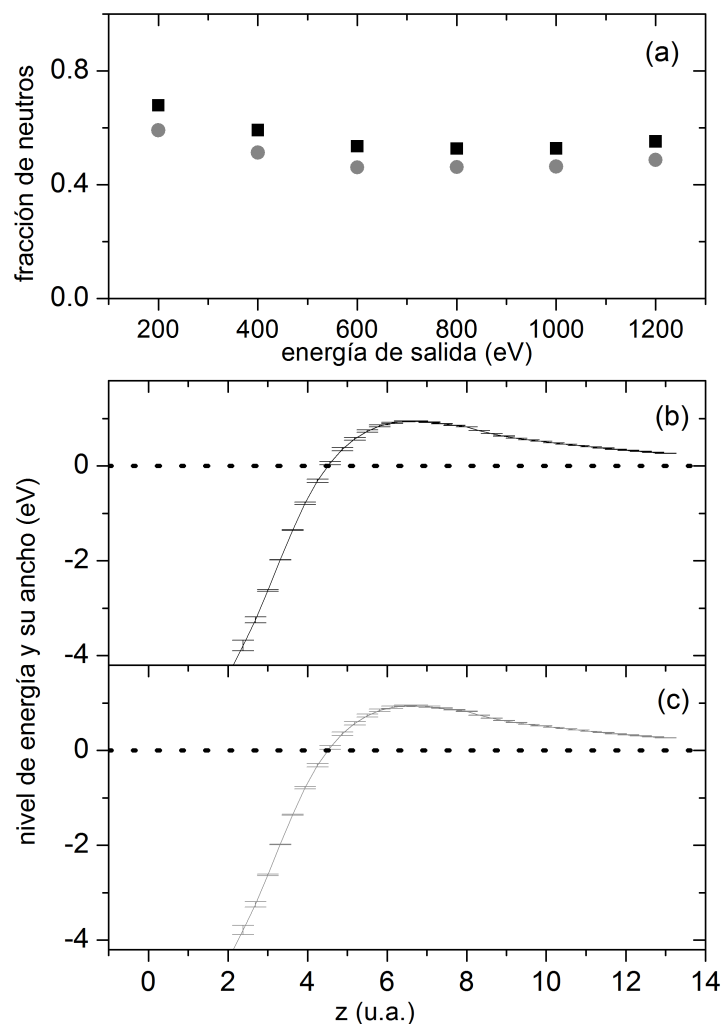 (a)
fracción de neutros
0.8
0.4
0.0
200 400 600 800 1000 1200
energía de salida (eV)
(b)
nivel de energía y su ancho (eV)
0
-2
-4
(c)
0
-2
-4
0 2 4 6 8 10 12 14
z (u.a.)